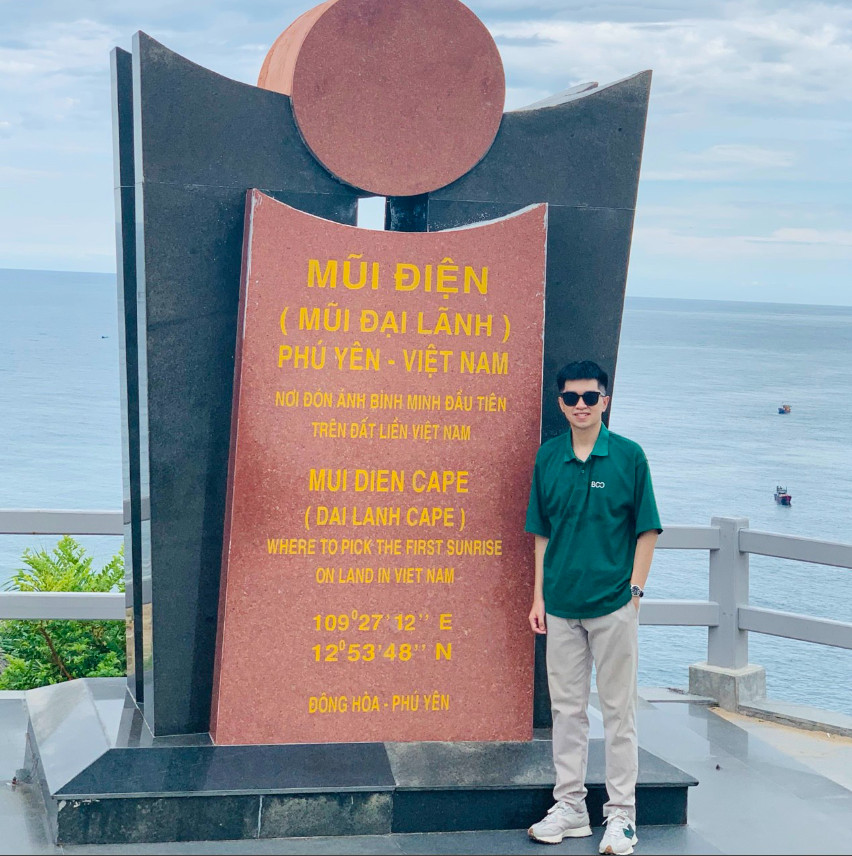 MŨI ĐIỆN
( MŨI ĐẠI LÃNH )
PHÚ YÊN - VIỆT NAM
NƠI ĐÓN ÁNH BÌNH MINH ĐẦU TIÊN
TRÊN ĐẤT LIỀN VIỆT NAM
MUI DIEN CAPE
( DAI LANH CAPE )
WHERE TO PICK THE FIRST SUNRISE
ON LAND IN VIET NAM
109⁰27'12'' E
12⁰53'48'' N
ĐÔNG HÒA - PHÚ YÊN